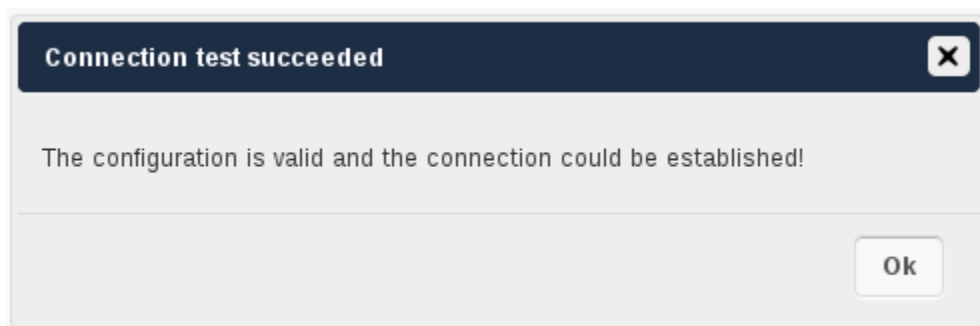 Connection test succeeded
The configuration is valid and the connection could be established!
Ok